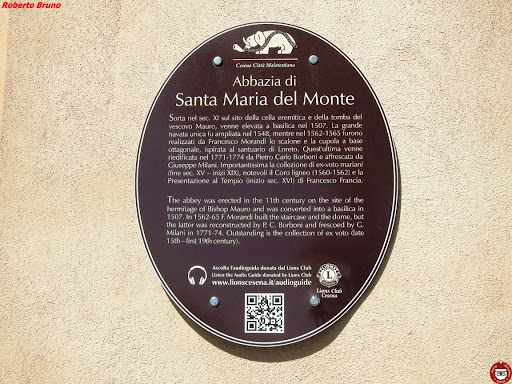 Roberto Bruno
Cesena Città Malatestiana
Abbazia di
Santa Maria del Monte
Sorta nel sec. XI sul sito della cella eremitica e della tomba del
vescovo Mauro, venne elevata a basilica nel 1507. La grande
navata unica fu ampliata nel 1548, mentre nel 1562-1565 furono
realizzati da Francesco Morandi lo scalone e la cupola a base
ottagonale, ispirata al santuario di Loreto. Quest'ultima venne
riedificata nel 1771-1774 da Pietro Carlo Borboni e affrescata da
Giuseppe Milani. Importantissima la collezione di ex-voto mariani
(fine sec. XV – inizi XIX), notevoli il Coro ligneo (1560-1562) e la
Presentazione al Tempio (inizio sec. XVI) di Francesco Francia.
The abbey was erected in the 11th century on the site of the
hermitage of Bishop Mauro and was converted into a basilica in
1507. In 1562-65 F. Morandi built the staircase and the dome, but
the latter was reconstructed by P. C. Borboni and frescoed by G.
Milani in 1771-74. Outstanding is the collection of ex voto (late
15th – first 19th century).
Ascolta l'audioguida donata dal Lions Club
Listen the Audio Guide donated by Lions Club
www.lionscesena.it/audioguide
Lions Club
Cesena